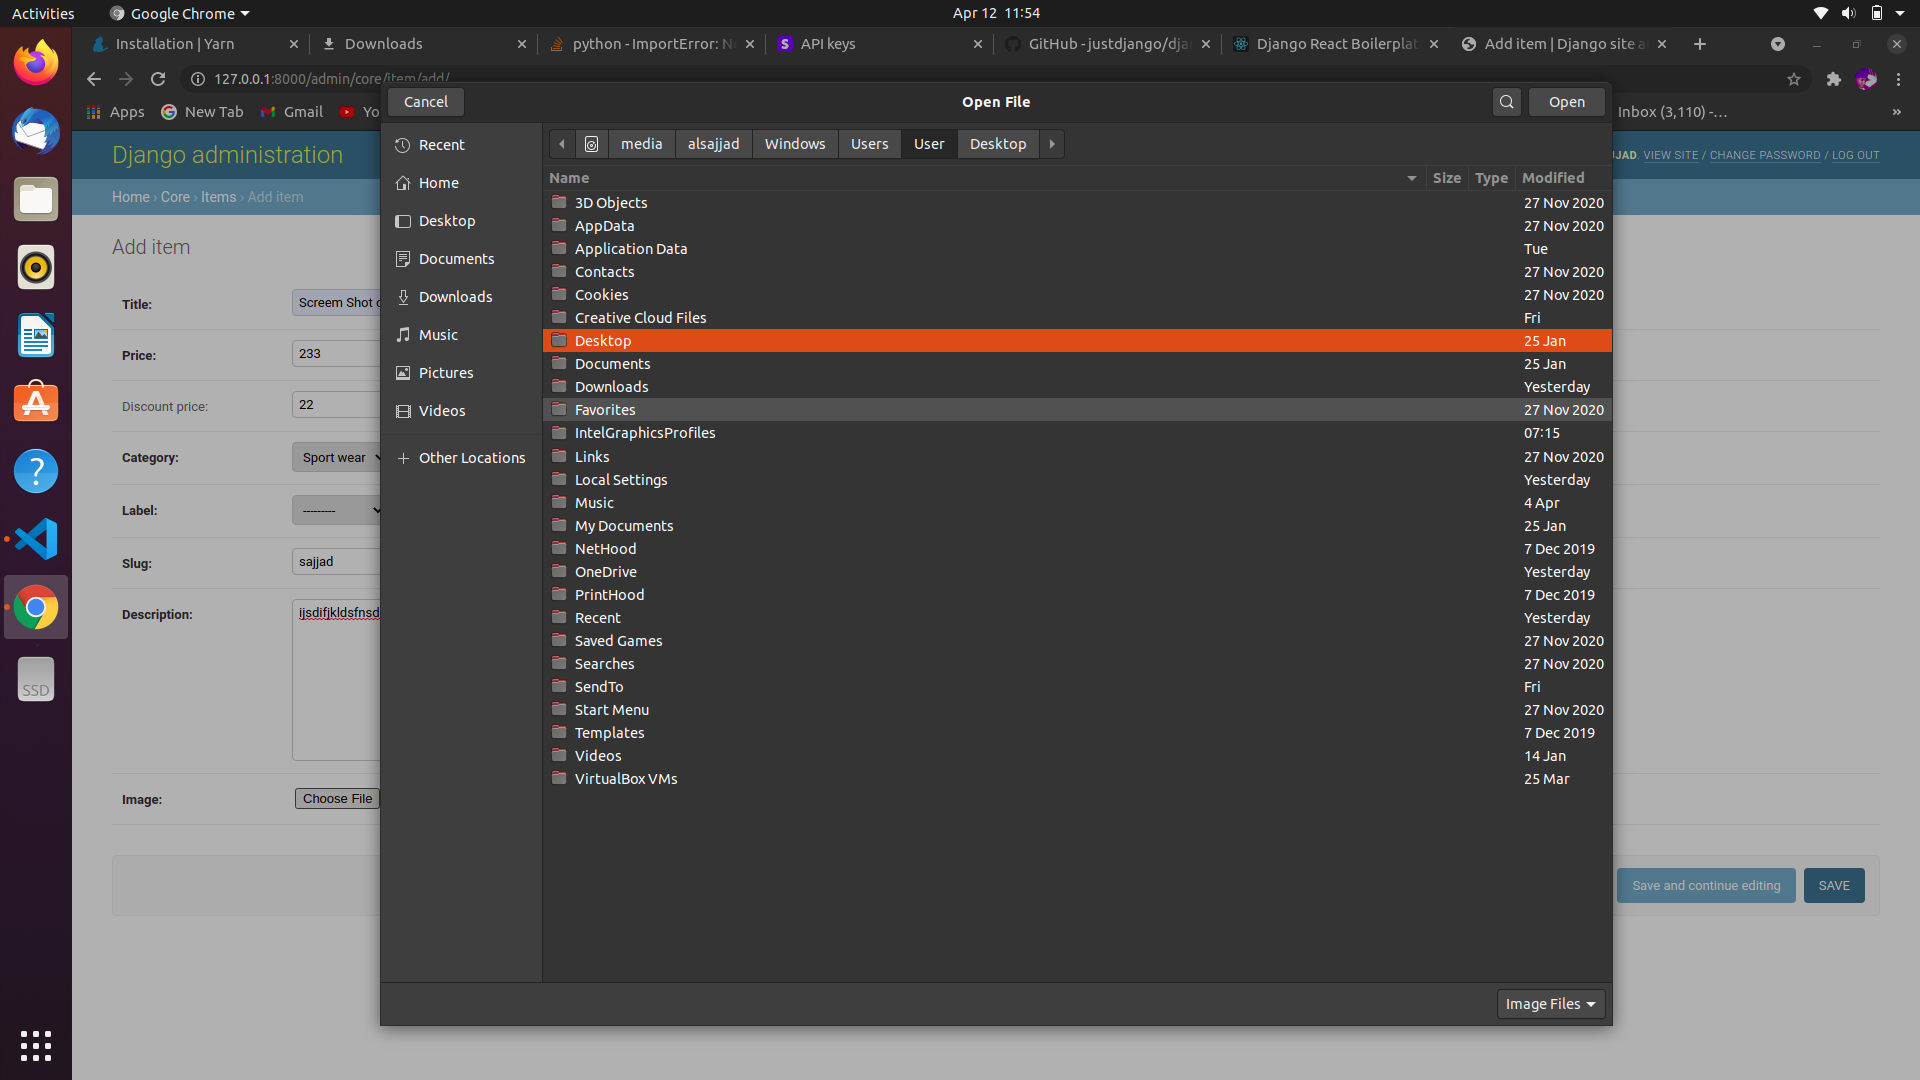 Activities Google Chrome Apr 12 11:54
Installation | Yarn Downloads python - ImportError: N API keys GitHub - justdjango/dja Django React Boilerplat Add item | Django site a
127.0.0.1:8000/admin/core/item/add/
Apps New Tab Gmail Yo Inbox (3,110) -…
Cancel Open File Open
Django administration
JAD. VIEW SITE / CHANGE PASSWORD / LOG OUT
Home › Core › Items › Add item
Add item
Title: Screem Shot
Price: 233
Discount price: 22
Category: Sport wear
Label: ---------
Slug: sajjad
Description: ijsdifjkldsfnsd
Image: Choose File
Save and continue editing SAVE
Recent
Home
Desktop
Documents
Downloads
Music
Pictures
Videos
Other Locations
media alsajjad Windows Users User Desktop
Name Size Type Modified
3D Objects 27 Nov 2020
AppData 27 Nov 2020
Application Data Tue
Contacts 27 Nov 2020
Cookies 27 Nov 2020
Creative Cloud Files Fri
Desktop 25 Jan
Documents 25 Jan
Downloads Yesterday
Favorites 27 Nov 2020
IntelGraphicsProfiles 07:15
Links 27 Nov 2020
Local Settings Yesterday
Music 4 Apr
My Documents 25 Jan
NetHood 7 Dec 2019
OneDrive Yesterday
PrintHood 7 Dec 2019
Recent Yesterday
Saved Games 27 Nov 2020
Searches 27 Nov 2020
SendTo Fri
Start Menu 27 Nov 2020
Templates 7 Dec 2019
Videos 14 Jan
VirtualBox VMs 25 Mar
Image Files
SSD